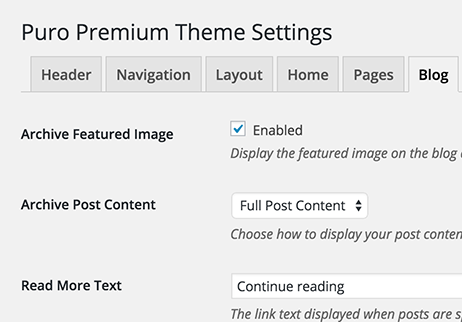 Puro Premium Theme Settings
Header Navigation Layout Home Pages Blog
Archive Featured Image Enabled
Display the featured image on the blog
Archive Post Content Full Post Content
Choose how to display your post conten
Read More Text Continue reading
The link text displayed when posts are s